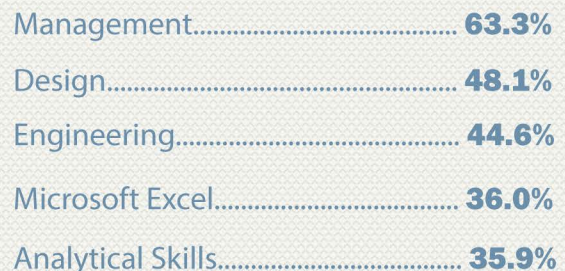 Management............................................ 63.3%
Design........................................................ 48.1%
Engineering............................................... 44.6%
Microsoft Excel........................................ 36.0%
Analytical Skills........................................ 35.9%